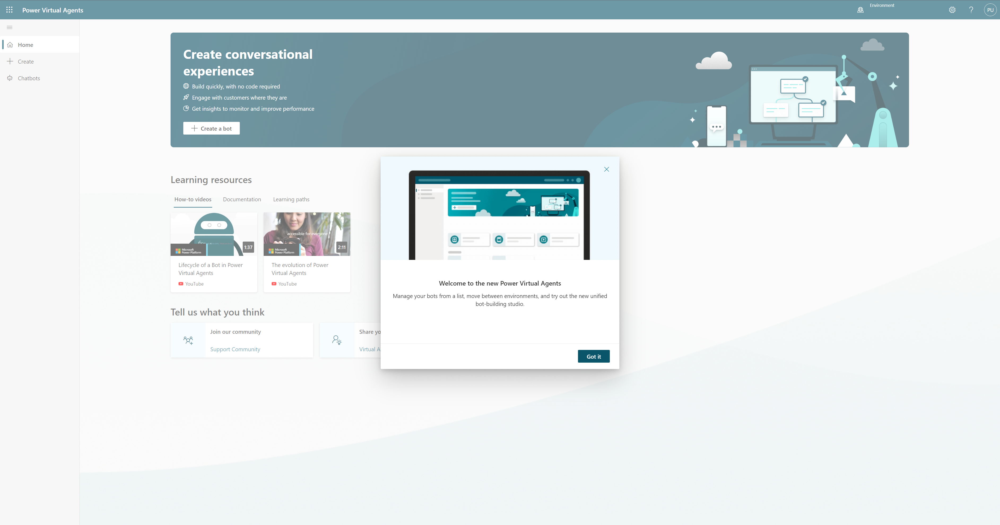 Power Virtual Agents
Environment
PU
Home
Create
Chatbots
Create conversational
experiences
Build quickly, with no code required
Engage with customers where they are
Get insights to monitor and improve performance
Create a bot
Learning resources
How-to videos
Documentation
Learning paths
Microsoft
Power Platform
1:37
Lifecycle of a Bot in Power
Virtual Agents
YouTube
accessible for everyone
Microsoft
Power Platform
2:11
The evolution of Power
Virtual Agents
YouTube
Tell us what you think
Join our community
Support Community
Share yo
Virtual A
Welcome to the new Power Virtual Agents
Manage your bots from a list, move between environments, and try out the new unified
bot-building studio.
Got it